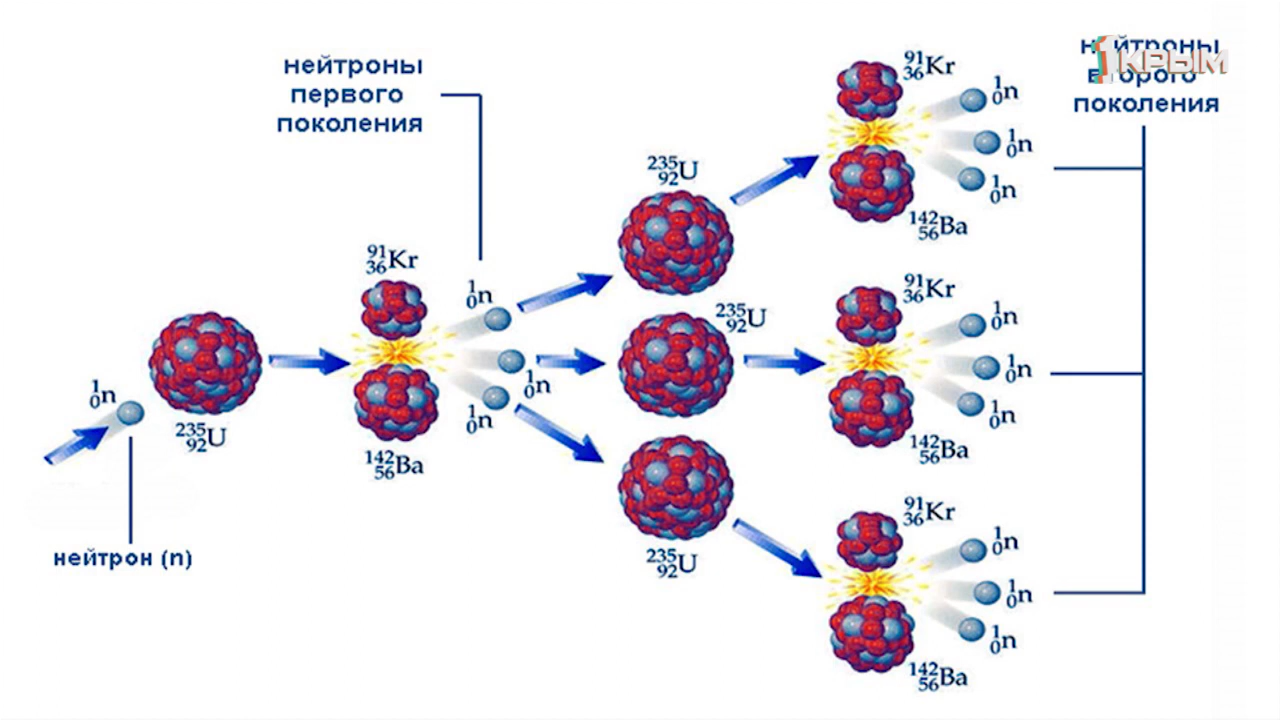 нейтроны
первого
поколения
нейтроны
второго
поколения
1КРЫМ
91
36Kr
1
0n
1
0n
1
0n
142
56Ba
235
92U
91
36Kr
1
0n
1
0n
1
0n
142
56Ba
235
92U
235
92U
91
36Kr
1
0n
1
0n
1
0n
142
56Ba
235
92U
1
0n
нейтрон (n)
91
36Kr
1
0n
1
0n
1
0n
142
56Ba